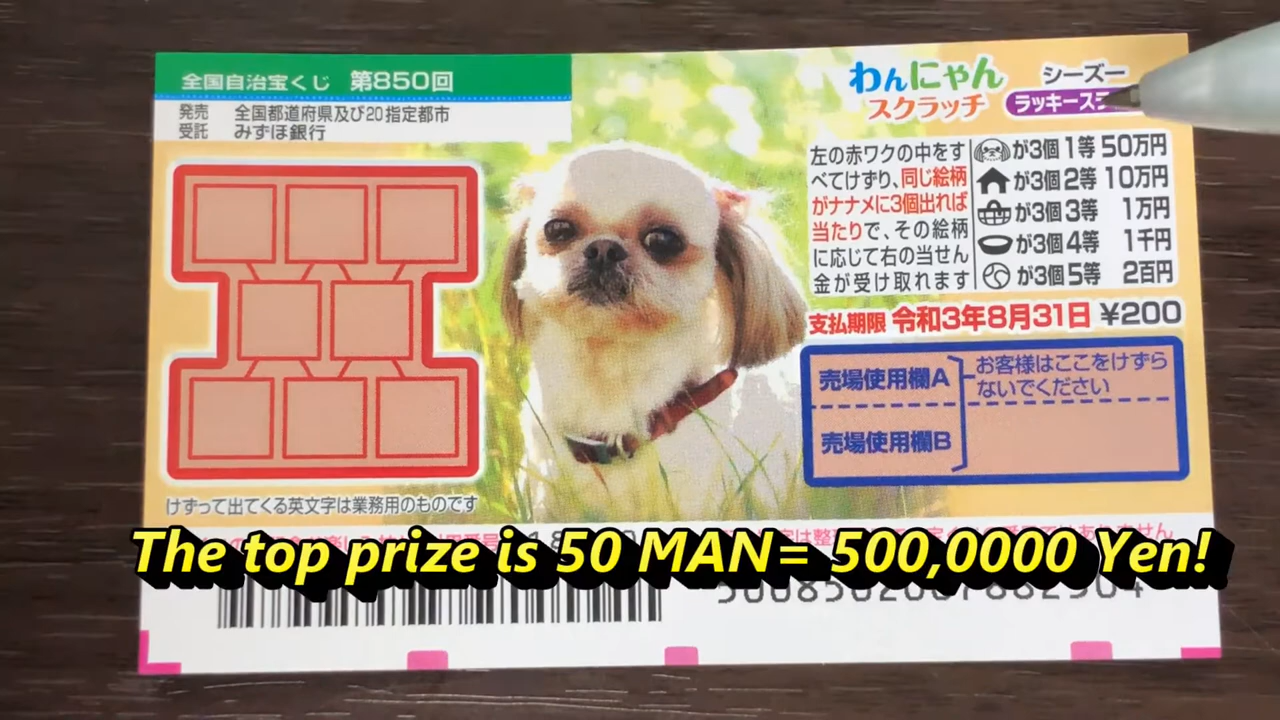 全国自治宝くじ 第850回
発売 全国都道府県及び20指定都市
受託 みずほ銀行
わんにゃん
スクラッチ
シーズー
ラッキー
左の赤ワクの中をす
べてけずり、同じ絵柄
がナナメに3個出れば
当たりで、その絵柄
に応じて右の当せん
金が受け取れます
が3個 1等 50万円
が3個 2等 10万円
が3個 3等 1万円
が3個 4等 1千円
が3個 5等 2百円
支払期限 令和3年8月31日 ¥200
売場使用欄A
お客様はここをけずら
ないでください
売場使用欄B
けずって出てくる英文字は業務用のものです
The top prize is 50 MAN= 500,0000 Yen!